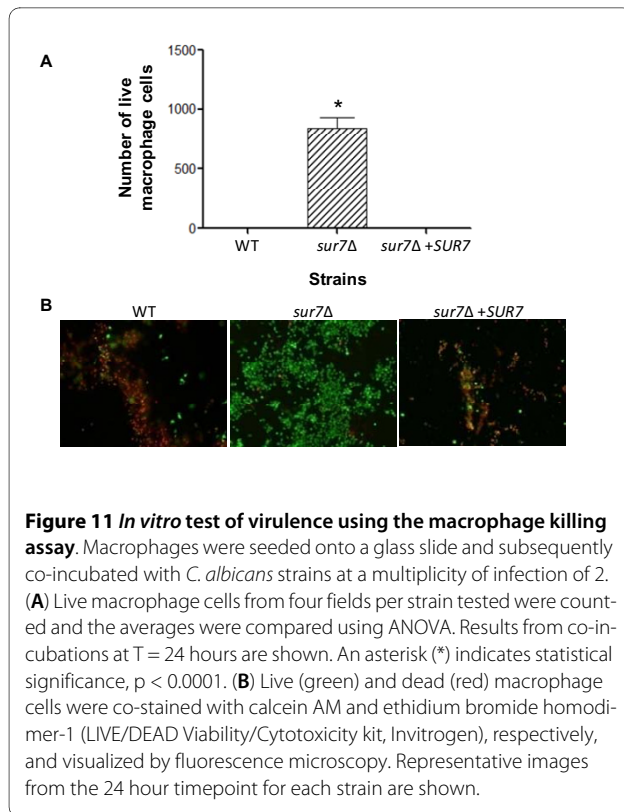 A
Number of live
macrophage cells
1500
1000
500
0
*
WT
sur7Δ
sur7Δ +SUR7
Strains
B
WT
sur7Δ
sur7Δ +SUR7
Figure 11 In vitro test of virulence using the macrophage killing
assay. Macrophages were seeded onto a glass slide and subsequently
co-incubated with C. albicans strains at a multiplicity of infection of 2.
(A) Live macrophage cells from four fields per strain tested were count-
ed and the averages were compared using ANOVA. Results from co-in-
cubations at T = 24 hours are shown. An asterisk (*) indicates statistical
significance, p < 0.0001. (B) Live (green) and dead (red) macrophage
cells were co-stained with calcein AM and ethidium bromide homodi-
mer-1 (LIVE/DEAD Viability/Cytotoxicity kit, Invitrogen), respectively,
and visualized by fluorescence microscopy. Representative images
from the 24 hour timepoint for each strain are shown.